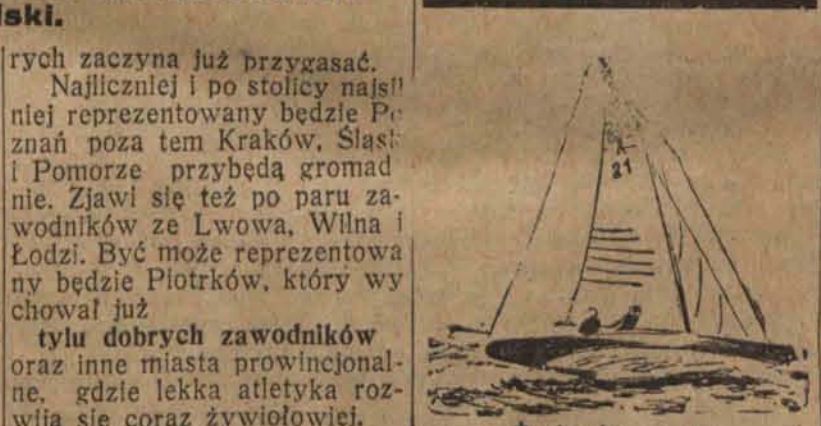 lski.
rych zaczyna już przygasać.
Najliczniej i po stolicy najsil
niej reprezentowany będzie Po
znań poza tem Kraków, Śląsk
i Pomorze przybędą gromad
nie. Zjawi się też po paru za-
wodników ze Lwowa, Wilna i
Łodzi. Być może reprezentowa
ny będzie Piotrków, który wy
chował już
tylu dobrych zawodników
oraz inne miasta prowincjonal-
ne, gdzie lekka atletyka roz-
wija się coraz żywiołowiej.
21